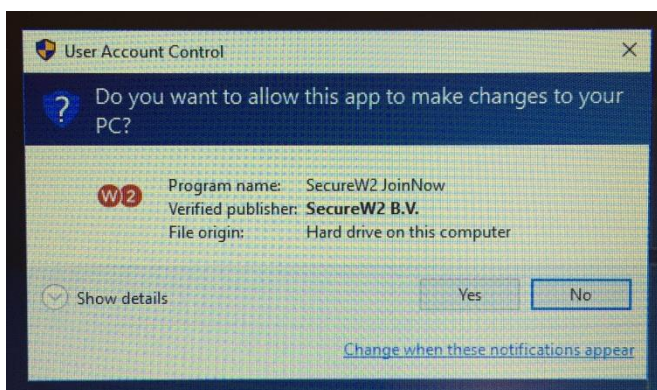 User Account Control
Do you want to allow this app to make changes to your
PC?
W2
Program name: SecureW2 JoinNow
Verified publisher: SecureW2 B.V.
File origin: Hard drive on this computer
Show details
Yes No
Change when these notifications appear